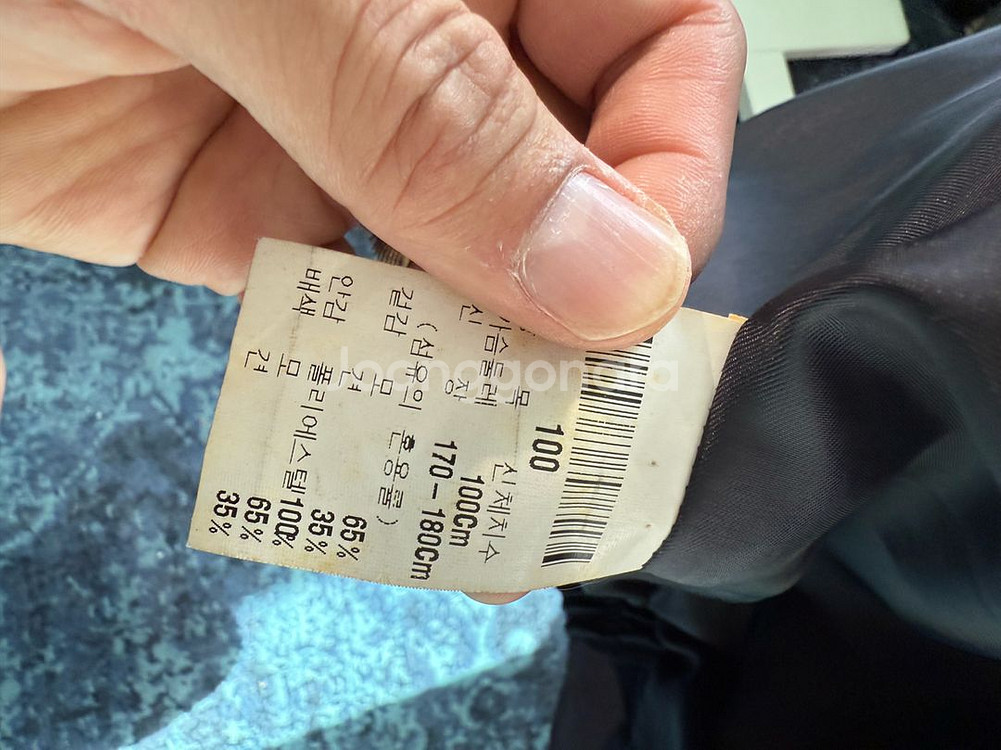 100
목 신체치수
가슴둘레 100cm
신 장 170-180cm
(섬유의 혼용률)
겉감 모 65%
견 35%
안감 폴리에스텔100%
배색 모 65%
견 35%
Joonggonara